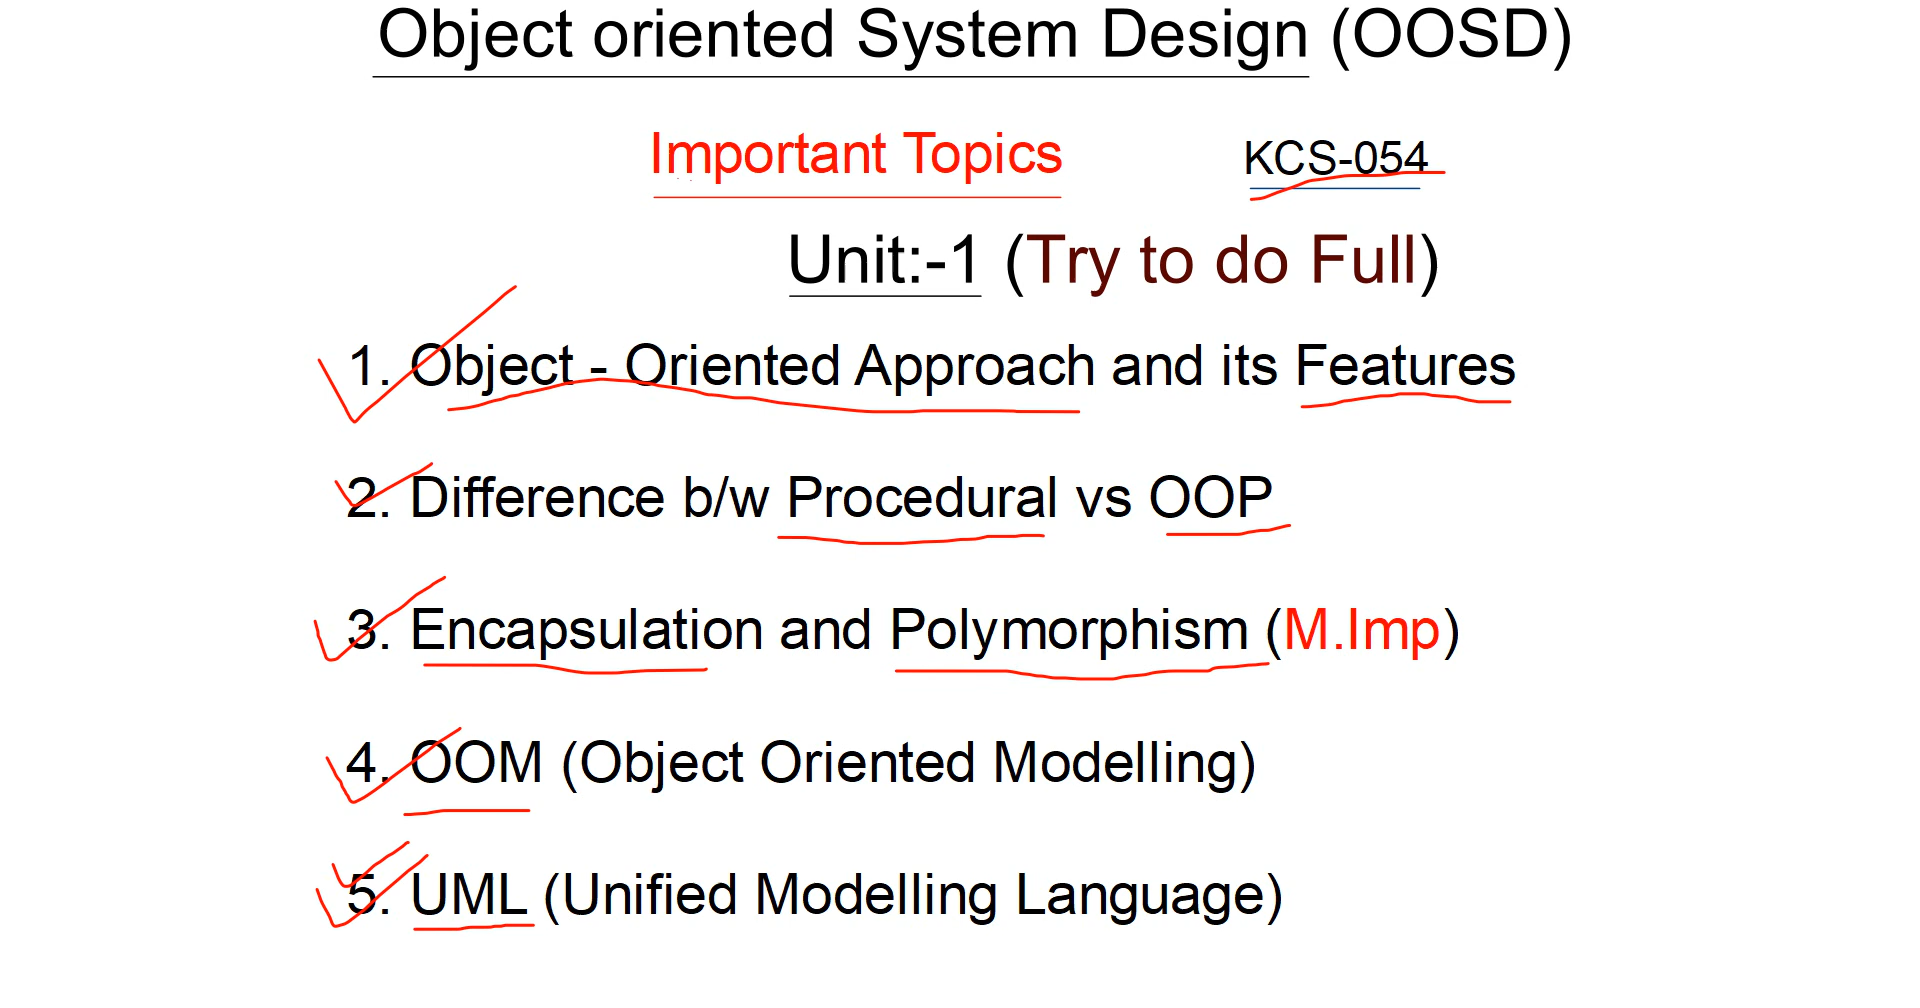 Object oriented System Design (OOSD)
Important Topics
KCS-054
Unit:-1 (Try to do Full)
1. Object - Oriented Approach and its Features
2. Difference b/w Procedural vs OOP
3. Encapsulation and Polymorphism (M.Imp)
4. OOM (Object Oriented Modelling)
5. UML (Unified Modelling Language)